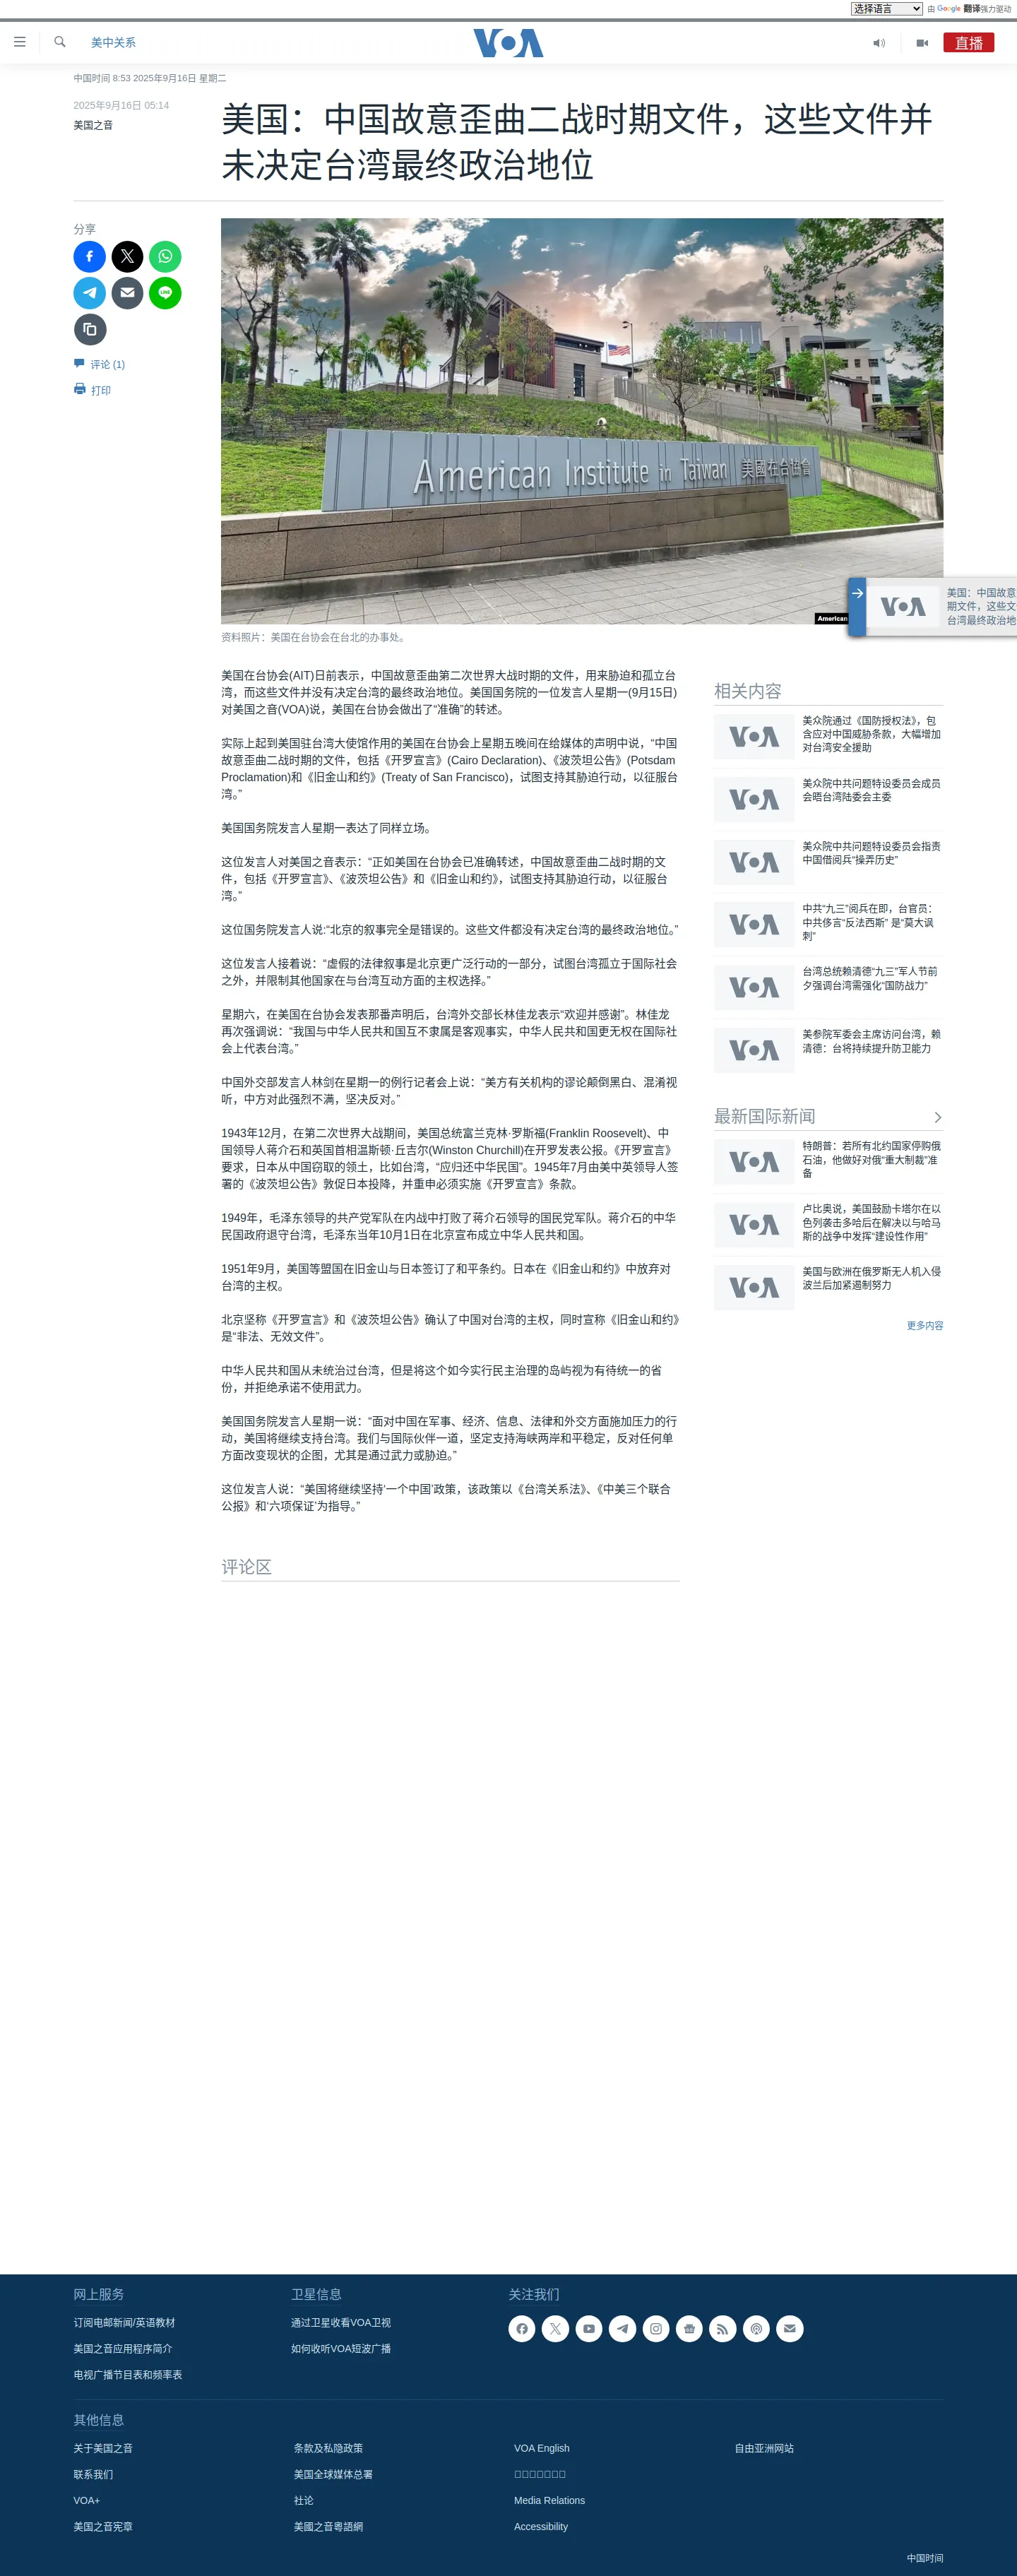 选择语言
由 Google 翻译强力驱动
美中关系
VOA
直播
中国时间 8:53 2025年9月16日 星期二
2025年9月16日 05:14
美国之音
美国：中国故意歪曲二战时期文件，这些文件并
未决定台湾最终政治地位
分享
评论 (1)
打印
American Institute in Taiwan 美國在台協會
American
美国：中国故意
期文件，这些文
台湾最终政治地
VOA
资料照片：美国在台协会在台北的办事处。
美国在台协会(AIT)日前表示，中国故意歪曲第二次世界大战时期的文件，用来胁迫和孤立台
湾，而这些文件并没有决定台湾的最终政治地位。美国国务院的一位发言人星期一(9月15日)
对美国之音(VOA)说，美国在台协会做出了“准确”的转述。
实际上起到美国驻台湾大使馆作用的美国在台协会上星期五晚间在给媒体的声明中说，“中国
故意歪曲二战时期的文件，包括《开罗宣言》(Cairo Declaration)、《波茨坦公告》(Potsdam
Proclamation)和《旧金山和约》(Treaty of San Francisco)，试图支持其胁迫行动，以征服台
湾。”
美国国务院发言人星期一表达了同样立场。
这位发言人对美国之音表示：“正如美国在台协会已准确转述，中国故意歪曲二战时期的文
件，包括《开罗宣言》、《波茨坦公告》和《旧金山和约》，试图支持其胁迫行动，以征服台
湾。”
这位国务院发言人说:“北京的叙事完全是错误的。这些文件都没有决定台湾的最终政治地位。”
这位发言人接着说：“虚假的法律叙事是北京更广泛行动的一部分，试图台湾孤立于国际社会
之外，并限制其他国家在与台湾互动方面的主权选择。”
星期六，在美国在台协会发表那番声明后，台湾外交部长林佳龙表示“欢迎并感谢”。林佳龙
再次强调说：“我国与中华人民共和国互不隶属是客观事实，中华人民共和国更无权在国际社
会上代表台湾。”
中国外交部发言人林剑在星期一的例行记者会上说：“美方有关机构的谬论颠倒黑白、混淆视
听，中方对此强烈不满，坚决反对。”
1943年12月，在第二次世界大战期间，美国总统富兰克林·罗斯福(Franklin Roosevelt)、中
国领导人蒋介石和英国首相温斯顿·丘吉尔(Winston Churchill)在开罗发表公报。《开罗宣言》
要求，日本从中国窃取的领土，比如台湾，“应归还中华民国”。1945年7月由美中英领导人签
署的《波茨坦公告》敦促日本投降，并重申必须实施《开罗宣言》条款。
1949年，毛泽东领导的共产党军队在内战中打败了蒋介石领导的国民党军队。蒋介石的中华
民国政府退守台湾，毛泽东当年10月1日在北京宣布成立中华人民共和国。
1951年9月，美国等盟国在旧金山与日本签订了和平条约。日本在《旧金山和约》中放弃对
台湾的主权。
北京坚称《开罗宣言》和《波茨坦公告》确认了中国对台湾的主权，同时宣称《旧金山和约》
是“非法、无效文件”。
中华人民共和国从未统治过台湾，但是将这个如今实行民主治理的岛屿视为有待统一的省
份，并拒绝承诺不使用武力。
美国国务院发言人星期一说：“面对中国在军事、经济、信息、法律和外交方面施加压力的行
动，美国将继续支持台湾。我们与国际伙伴一道，坚定支持海峡两岸和平稳定，反对任何单
方面改变现状的企图，尤其是通过武力或胁迫。”
这位发言人说：“美国将继续坚持‘一个中国’政策，该政策以《台湾关系法》、《中美三个联合
公报》和‘六项保证’为指导。”
评论区
相关内容
VOA
美众院通过《国防授权法》，包
含应对中国威胁条款，大幅增加
对台湾安全援助
VOA
美众院中共问题特设委员会成员
会晤台湾陆委会主委
VOA
美众院中共问题特设委员会指责
中国借阅兵“操弄历史”
VOA
中共“九三”阅兵在即，台官员：
中共侈言“反法西斯” 是“莫大讽
刺”
VOA
台湾总统赖清德“九三”军人节前
夕强调台湾需强化“国防战力”
VOA
美参院军委会主席访问台湾，赖
清德：台将持续提升防卫能力
最新国际新闻
VOA
特朗普：若所有北约国家停购俄
石油，他做好对俄“重大制裁”准
备
VOA
卢比奥说，美国鼓励卡塔尔在以
色列袭击多哈后在解决以与哈马
斯的战争中发挥“建设性作用”
VOA
美国与欧洲在俄罗斯无人机入侵
波兰后加紧遏制努力
更多内容
网上服务
订阅电邮新闻/英语教材
美国之音应用程序简介
电视广播节目表和频率表
卫星信息
通过卫星收看VOA卫视
如何收听VOA短波广播
关注我们
其他信息
关于美国之音
联系我们
VOA+
美国之音宪章
条款及私隐政策
美国全球媒体总署
社论
美國之音粵語網
VOA English
Media Relations
Accessibility
自由亚洲网站
中国时间